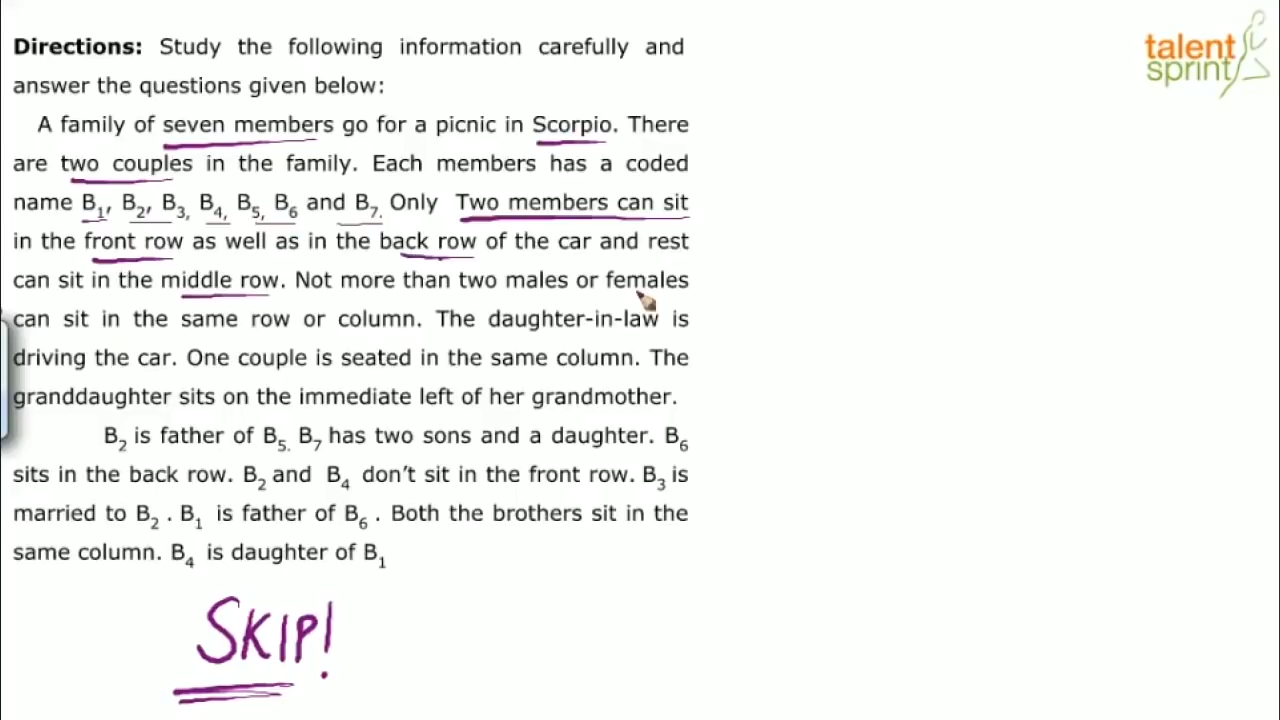 Directions: Study the following information carefully and
talent
sprint
answer the questions given below:
A family of seven members go for a picnic in Scorpio. There
are two couples in the family. Each members has a coded
name B1, B2, B3, B4, B5, B6 and B7. Only Two members can sit
in the front row as well as in the back row of the car and rest
can sit in the middle row. Not more than two males or females
can sit in the same row or column. The daughter-in-law is
driving the car. One couple is seated in the same column. The
granddaughter sits on the immediate left of her grandmother.
B2 is father of B5. B7 has two sons and a daughter. B6
sits in the back row. B2 and B4 don't sit in the front row. B3 is
married to B2 . B1 is father of B6 . Both the brothers sit in the
same column. B4 is daughter of B1
SKIP!